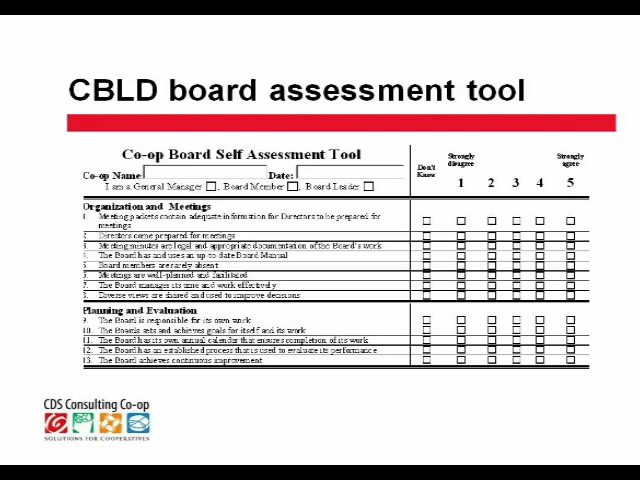 CBLD board assessment tool
Co-op Board Self Assessment Tool
Co-op Name: Date:
I am a General Manager , Board Member , Board Leader
Don't Know
Strongly disagree
Strongly agree
1 2 3 4 5
Organization and Meetings
1. Meeting packets contain adequate information for Directors to be prepared for
meetings
2. Directors come prepared for meetings
3. Meeting minutes are legal and appropriate documentation of the Board's work
4. The Board has and uses an up-to-date Board Manual
5. Board members are rarely absent
6. Meetings are well-planned and facilitated
7. The Board manages its time and work effectively
8. Diverse views are shared and used to improve decisions
Planning and Evaluation
9. The Board is responsible for its own work
10. The Boards sets and achieves goals for itself and its work
11. The Board has its own annual calendar that ensures completion of its work
12. The Board has an established process that is used to evaluate its performance
13. The Board achieves continuous improvement
CDS Consulting Co-op
SOLUTIONS FOR COOPERATIVES